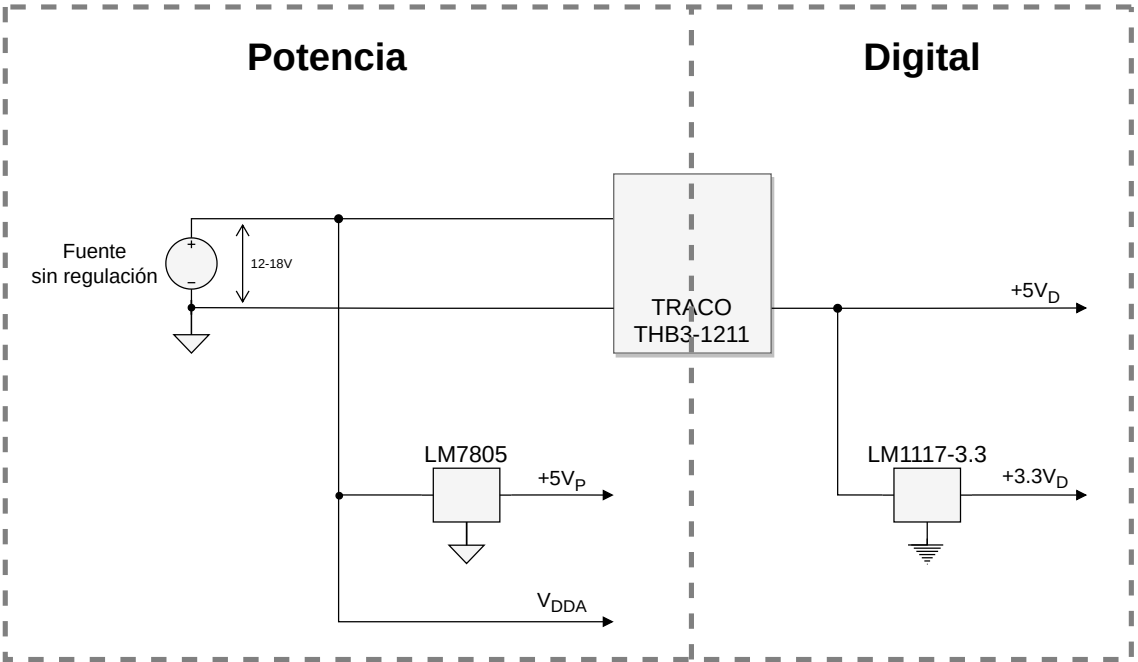 Potencia
Digital
Fuente
sin regulación
+
−
12-18V
TRACO
THB3-1211
+5VD
LM7805
+5VP
LM1117-3.3
+3.3VD
VDDA